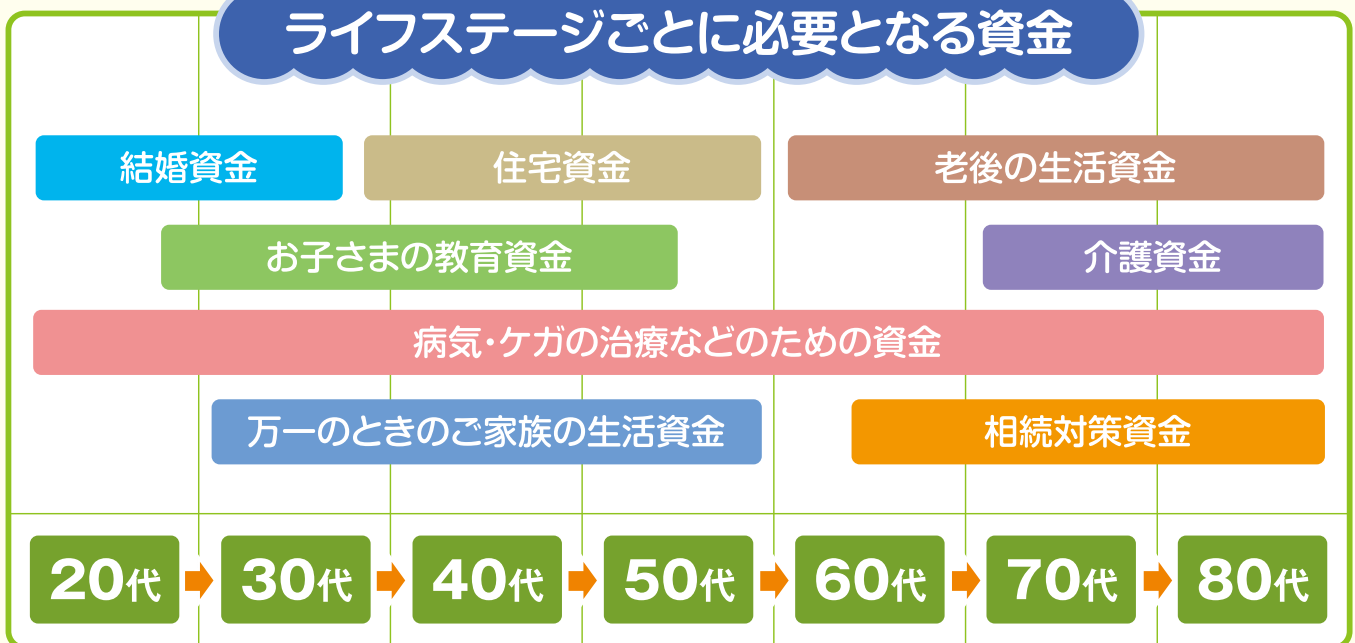 ライフステージごとに必要となる資金
結婚資金
住宅資金
老後の生活資金
お子さまの教育資金
介護資金
病気・ケガの治療などのための資金
万一のときのご家族の生活資金
相続対策資金
20代
30代
40代
50代
60代
70代
80代